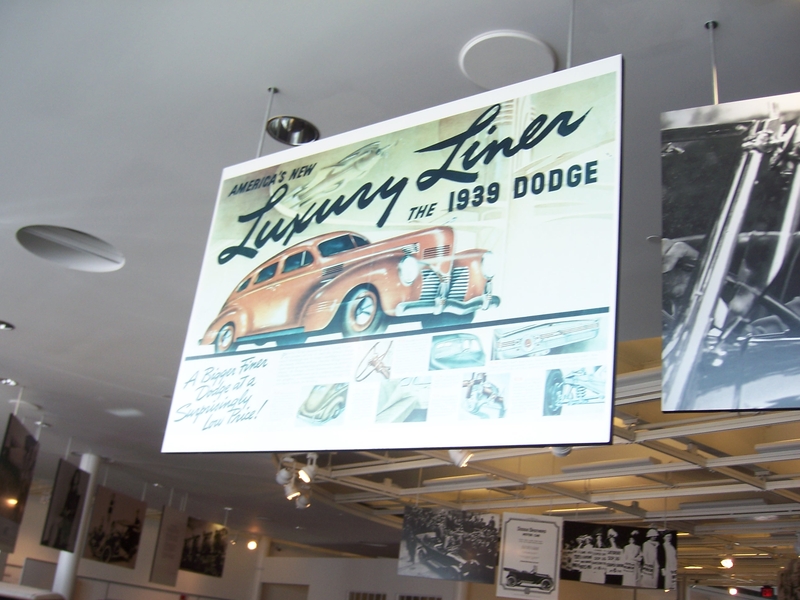 AMERICA'S NEW
Luxury Liner
THE 1939 DODGE
A Bigger Finer
Dodge at a
Surprisingly
Low Price!